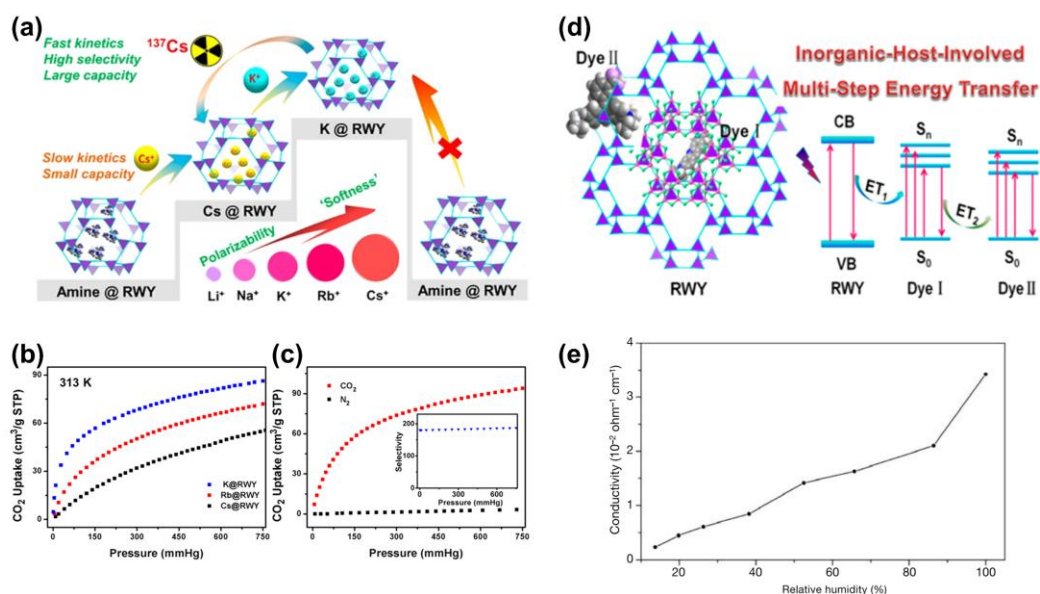 (a)
Fast kinetics
High selectivity
Large capacity
¹³⁷Cs
K⁺
K @ RWY
Slow kinetics
Small capacity
Cs⁺
Cs @ RWY
'Softness'
Polarizability
Li⁺ Na⁺ K⁺ Rb⁺ Cs⁺
Amine @ RWY
Amine @ RWY
(d)
Dye Ⅱ
Dye Ⅰ
RWY
Inorganic-Host-Involved
Multi-Step Energy Transfer
CB
Sₙ
Sₙ
ET₁
ET₂
VB
S₀
S₀
RWY
Dye Ⅰ
Dye Ⅱ
(b)
313 K
CO₂ Uptake (cm³/g STP)
90
60
30
0
K@RWY
Rb@RWY
Cs@RWY
0 150 300 450 600 750
Pressure (mmHg)
(c)
CO₂ Uptake (cm³/g STP)
90
60
30
0
CO₂
N₂
Selectivity
200
100
0
0 300 600
Pressure (mmHg)
0 150 300 450 600 750
Pressure (mmHg)
(e)
Conductivity (10⁻² ohm⁻¹ cm⁻¹)
4
3
2
1
0
20 40 60 80 100
Relative humidity (%)